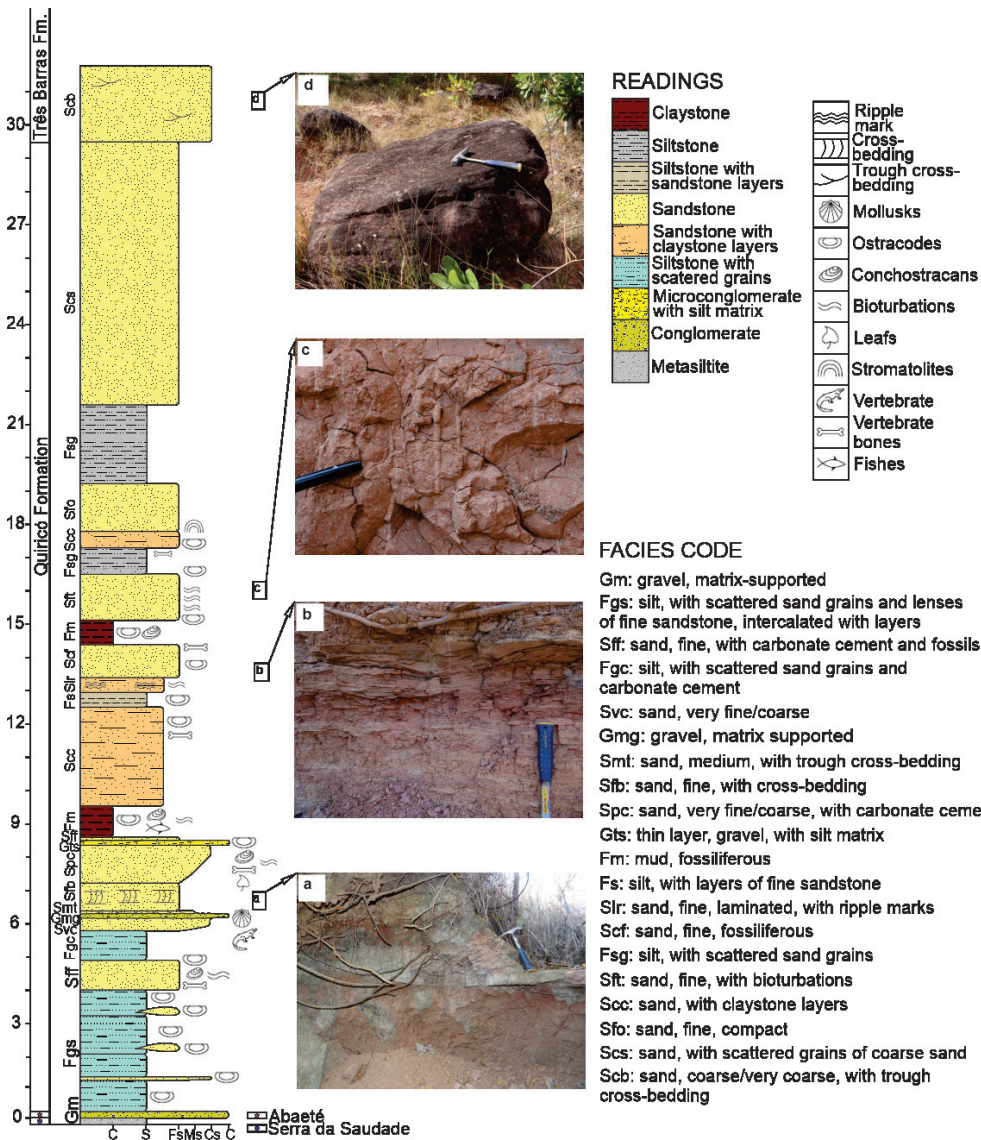 Três Barras Fm.
Quiricó Formation
30
27
24
21
18
15
12
9
6
3
0
Scb
Scs
Fsg
Sfo
Scc
Fsg
Sft
Fm
Scf
Slr
Fs
Scc
Fm
Sff
Gts
Spc
Sfb
Smt
Gmg
Svc
Fgc
Sff
Fgs
Gm
C S Fs Ms Cs C
Abaeté
Serra da Saudade
d
c
b
a
d
c
b
a
READINGS
Claystone
Siltstone
Siltstone with
sandstone layers
Sandstone
Sandstone with
claystone layers
Siltstone with
scatered grains
Microconglomerate
with silt matrix
Conglomerate
Metasiltite
Ripple
mark
Cross-
bedding
Trough cross-
bedding
Mollusks
Ostracodes
Conchostracans
Bioturbations
Leafs
Stromatolites
Vertebrate
Vertebrate
bones
Fishes
FACIES CODE
Gm: gravel, matrix-supported
Fgs: silt, with scattered sand grains and lenses
of fine sandstone, intercalated with layers
Sff: sand, fine, with carbonate cement and fossils
Fgc: silt, with scattered sand grains and
carbonate cement
Svc: sand, very fine/coarse
Gmg: gravel, matrix supported
Smt: sand, medium, with trough cross-bedding
Sfb: sand, fine, with cross-bedding
Spc: sand, very fine/coarse, with carbonate ceme
Gts: thin layer, gravel, with silt matrix
Fm: mud, fossiliferous
Fs: silt, with layers of fine sandstone
Slr: sand, fine, laminated, with ripple marks
Scf: sand, fine, fossiliferous
Fsg: silt, with scattered sand grains
Sft: sand, fine, with bioturbations
Scc: sand, with claystone layers
Sfo: sand, fine, compact
Scs: sand, with scattered grains of coarse sand
Scb: sand, coarse/very coarse, with trough
cross-bedding